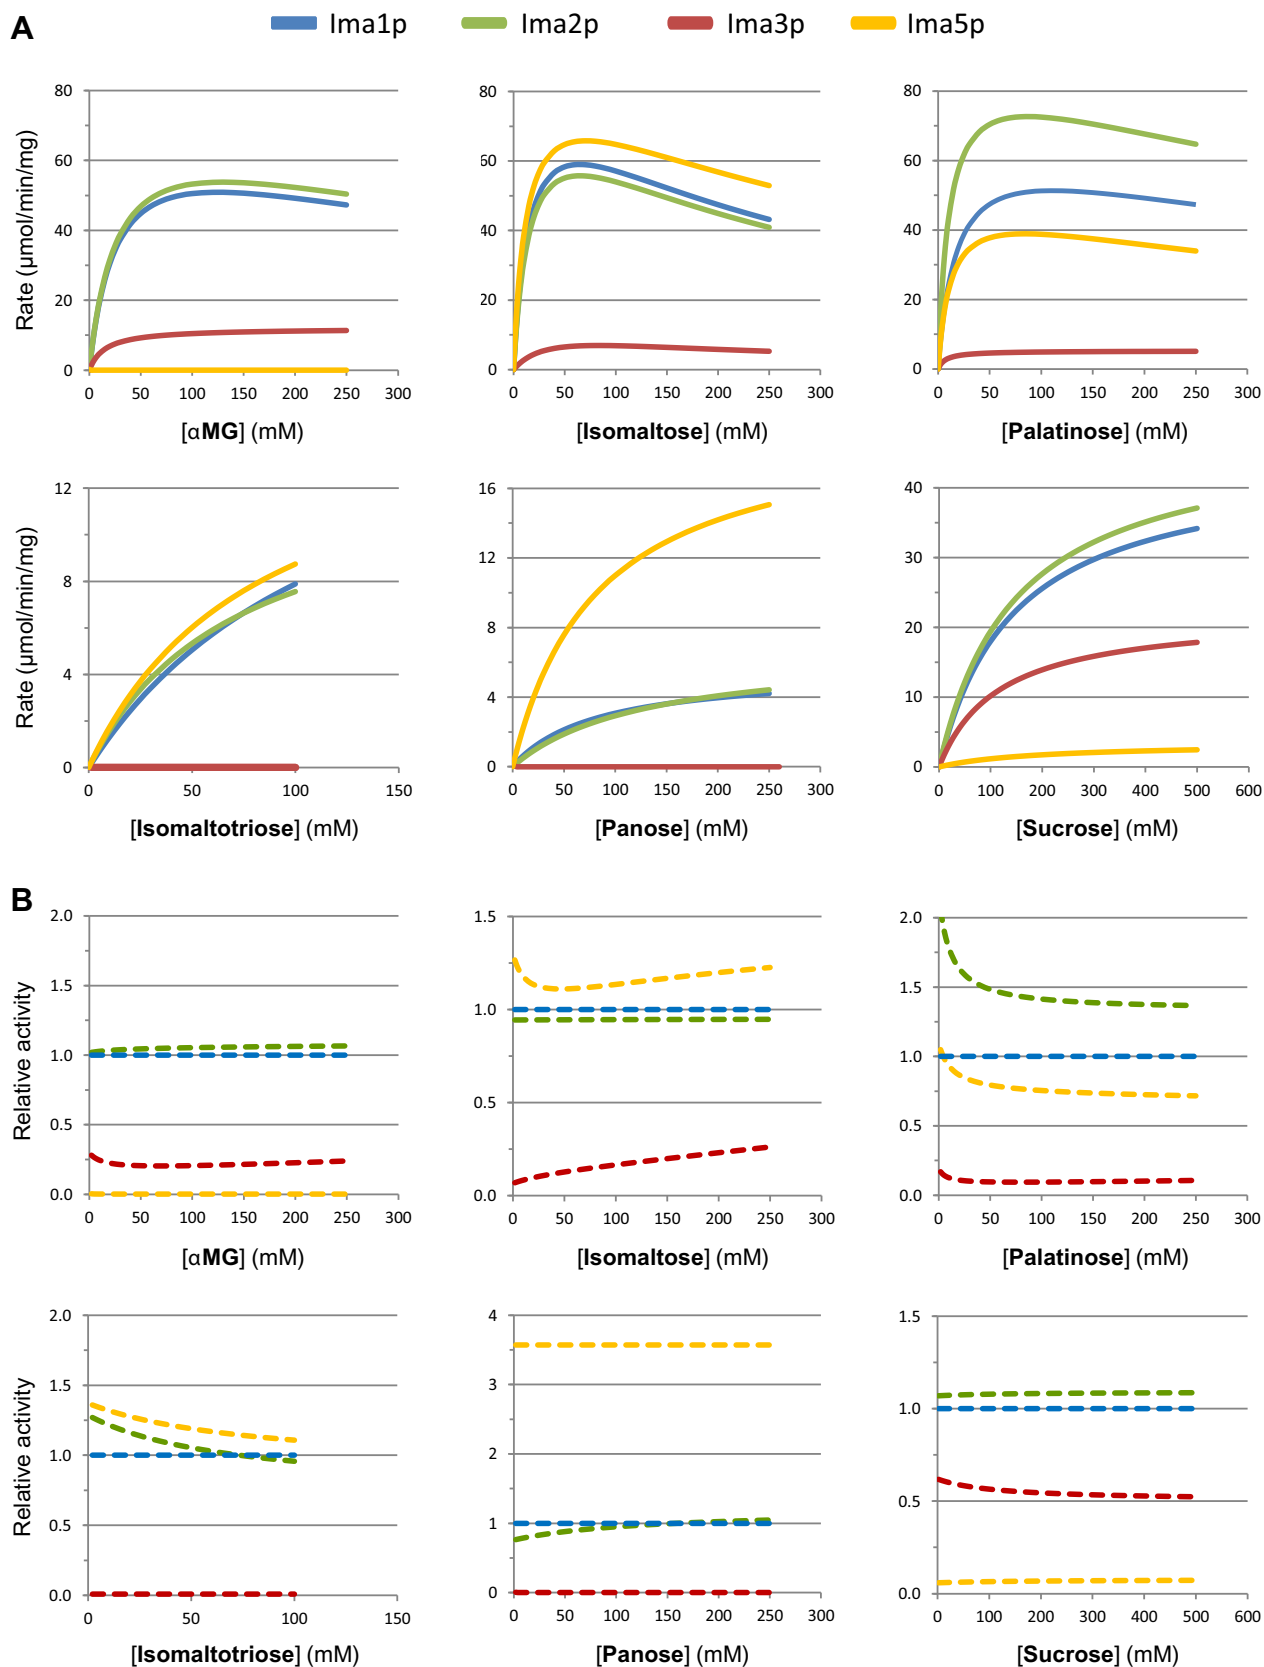 A
Ima1p Ima2p Ima3p Ima5p
80 80 80
60 60 60
40 40 40
20 20 20
0 0 0
0 50 100 150 200 250 300 0 50 100 150 200 250 300 0 50 100 150 200 250 300
Rate (µmol/min/mg)
[αMG] (mM) [Isomaltose] (mM) [Palatinose] (mM)
12 16 40
8 12 30
4 8 20
0 4 10
0 0
0 50 100 150 0 50 100 150 200 250 300 0 100 200 300 400 500 600
Rate (µmol/min/mg)
[Isomaltotriose] (mM) [Panose] (mM) [Sucrose] (mM)
B
2.0 1.5 2.0
1.5 1.0 1.5
1.0 0.5 1.0
0.5 0.0 0.5
0.0 0.0
0 50 100 150 200 250 300 0 50 100 150 200 250 300 0 50 100 150 200 250 300
Relative activity
[αMG] (mM) [Isomaltose] (mM) [Palatinose] (mM)
2.0 4 1.5
1.5 3 1.0
1.0 2 0.5
0.5 1 0.0
0.0 0
0 50 100 150 0 50 100 150 200 250 300 0 100 200 300 400 500 600
Relative activity
[Isomaltotriose] (mM) [Panose] (mM) [Sucrose] (mM)